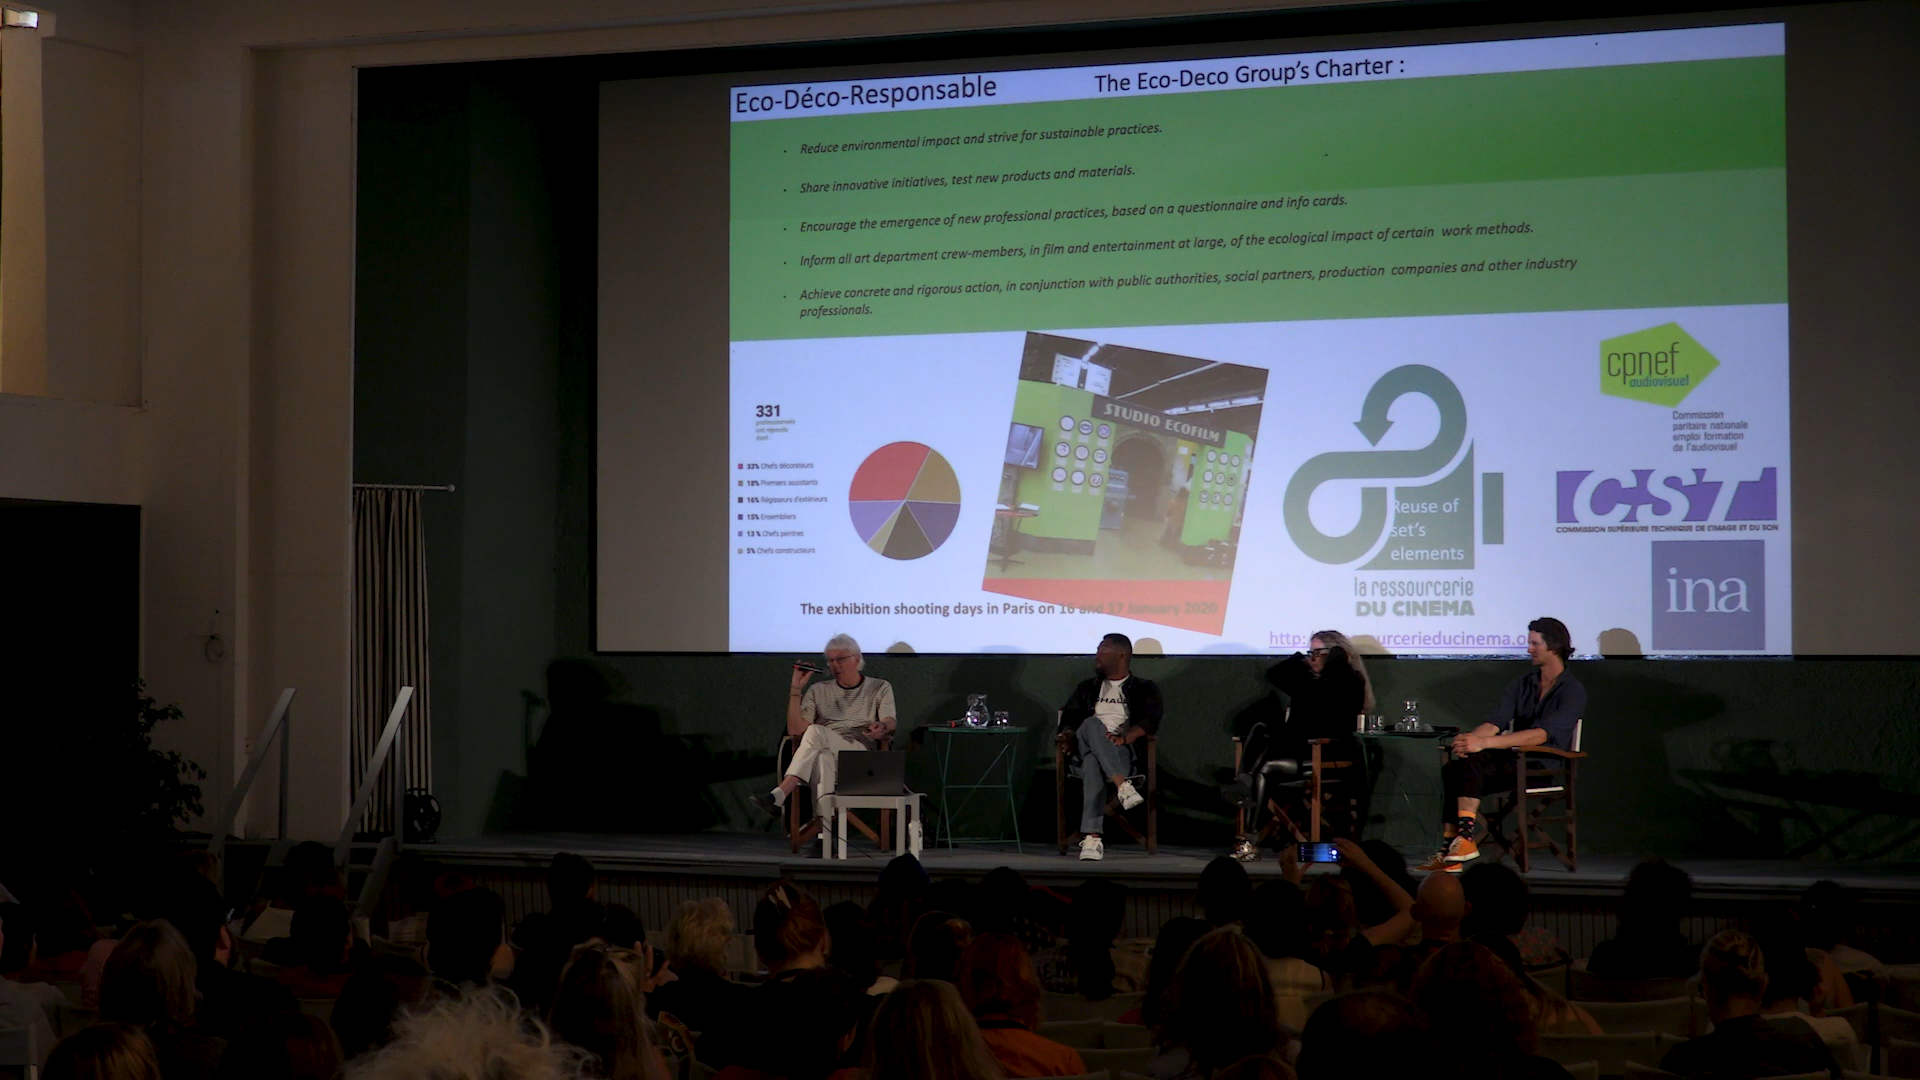 Eco-Déco-Responsable
The Eco-Deco Group's Charter :
Reduce environmental impact and strive for sustainable practices.
Share innovative initiatives, test new products and materials.
Encourage the emergence of new professional practices, based on a questionnaire and info cards.
Inform all art department crew-members, in film and entertainment at large, of the ecological impact of certain work methods.
Achieve concrete and rigorous action, in conjunction with public authorities, social partners, production companies and other industry
professionals.
331
professionnels
ont répondu
dont :
33% Chefs décorateurs
18% Premiers assistants
16% Régisseurs d'extérieurs
15% Ensembliers
13 % Chefs peintres
5% Chefs constructeurs
STUDIO ECOFILM
The exhibition shooting days in Paris on 16 and 17 January 2020
Reuse of
set's
elements
la ressourcerie
DU CINEMA
http:
urcerieducinema.o
cpnef
audiovisuel
Commission
paritaire nationale
emploi formation
de l'audiovisuel
CST
COMMISSION SUPÉRIEURE TECHNIQUE DE L'IMAGE ET DU SON
ina